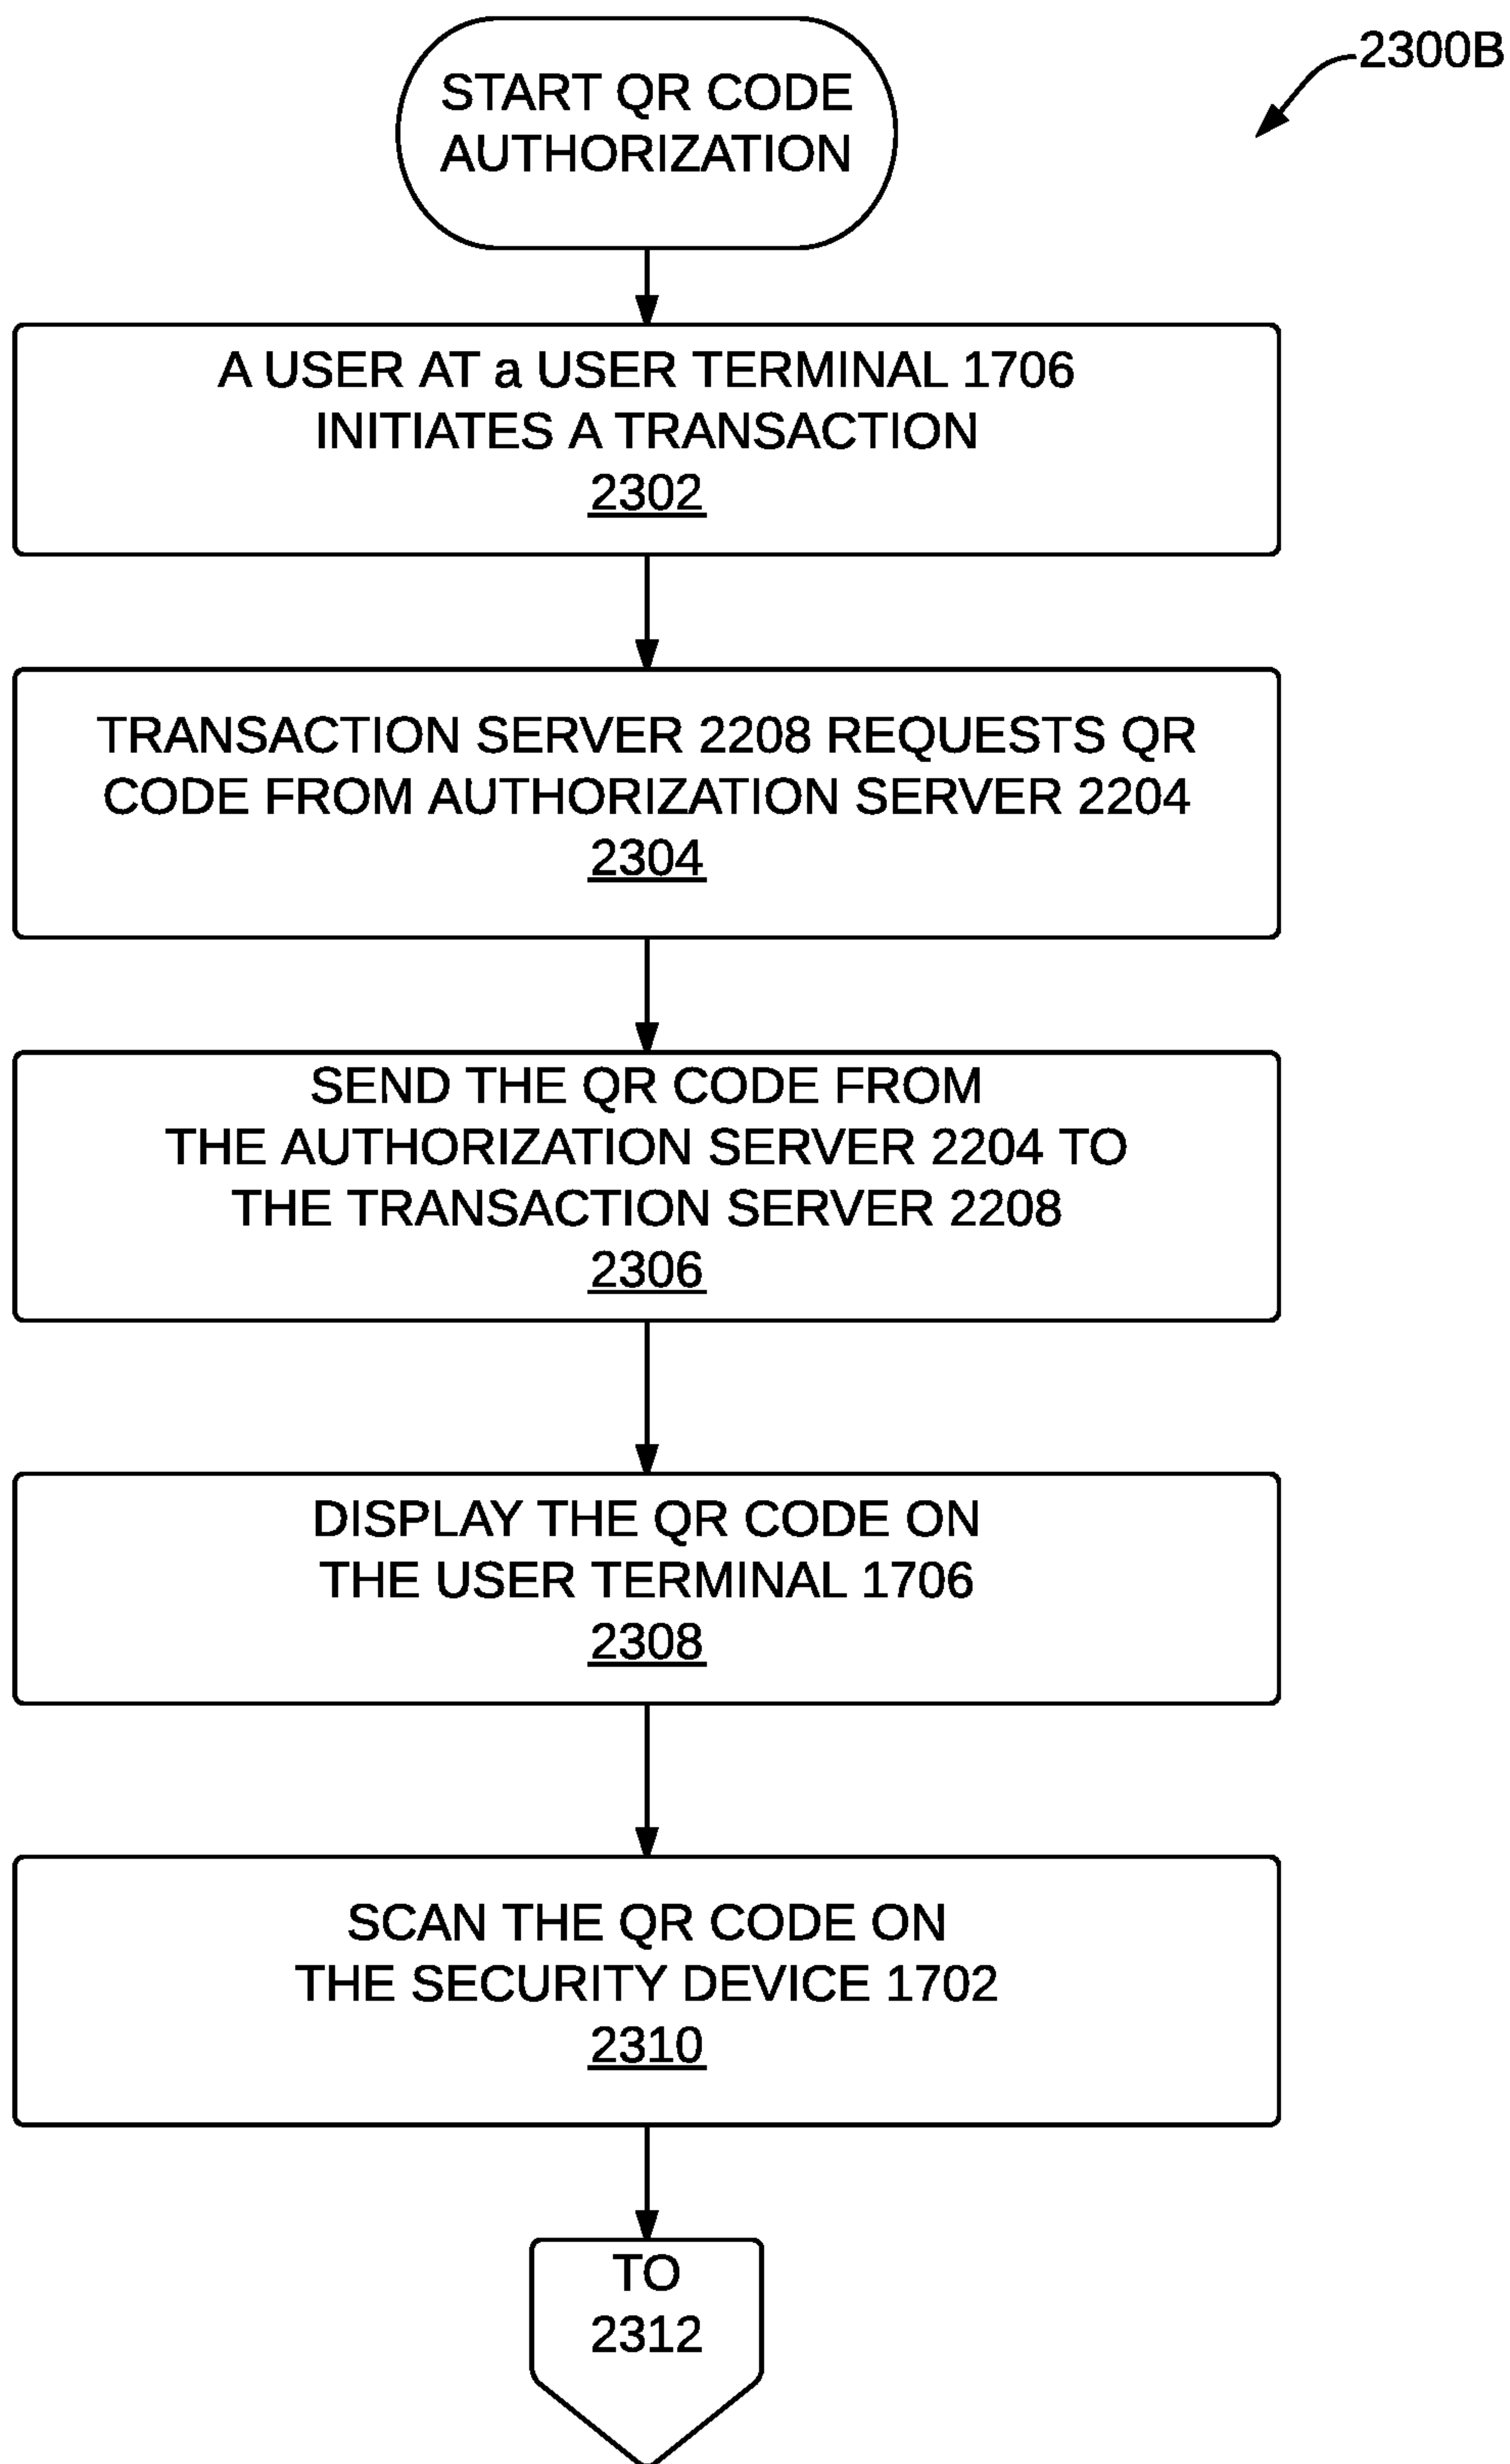 START QR CODE
AUTHORIZATION
2300B
A USER AT a USER TERMINAL 1706
INITIATES A TRANSACTION
2302
TRANSACTION SERVER 2208 REQUESTS QR
CODE FROM AUTHORIZATION SERVER 2204
2304
SEND THE QR CODE FROM
THE AUTHORIZATION SERVER 2204 TO
THE TRANSACTION SERVER 2208
2306
DISPLAY THE QR CODE ON
THE USER TERMINAL 1706
2308
SCAN THE QR CODE ON
THE SECURITY DEVICE 1702
2310
TO
2312